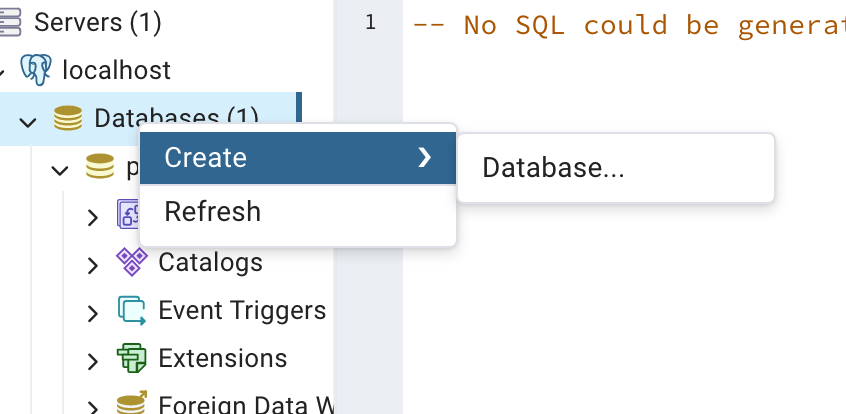 Servers (1)
1
-- No SQL could be
localhost
Databases (1)
Create
Database...
Refresh
Catalogs
Event Triggers
Extensions
Foreign Data